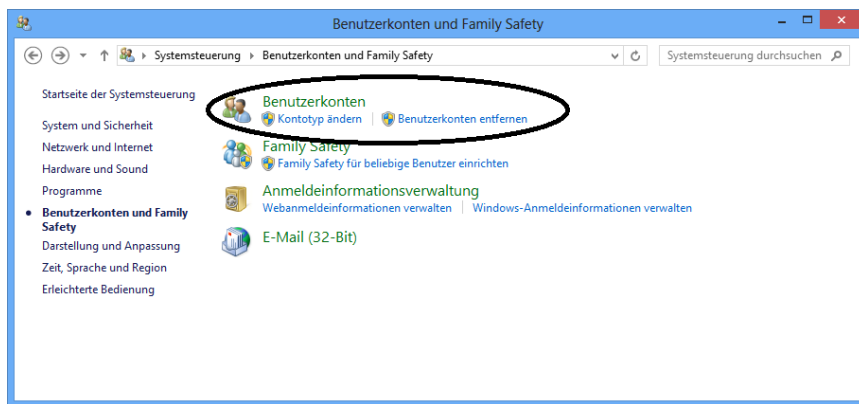 Benutzerkonten und Family Safety
Systemsteuerung Benutzerkonten und Family Safety
Systemsteuerung durchsuchen
Startseite der Systemsteuerung
System und Sicherheit
Netzwerk und Internet
Hardware und Sound
Programme
Benutzerkonten und Family
Safety
Darstellung und Anpassung
Zeit, Sprache und Region
Erleichterte Bedienung
Benutzerkonten
Kontotyp ändern Benutzerkonten entfernen
Family Safety
Family Safety für beliebige Benutzer einrichten
Anmeldeinformationsverwaltung
Webanmeldeinformationen verwalten Windows-Anmeldeinformationen verwalten
E-Mail (32-Bit)